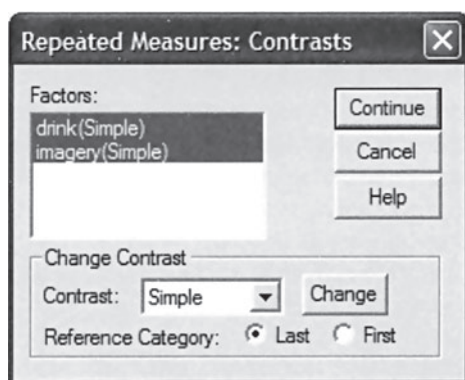 Repeated Measures: Contrasts
Factors:
drink(Simple)
imagery(Simple)
Continue
Cancel
Help
Change Contrast
Contrast: Simple Change
Reference Category: Last First